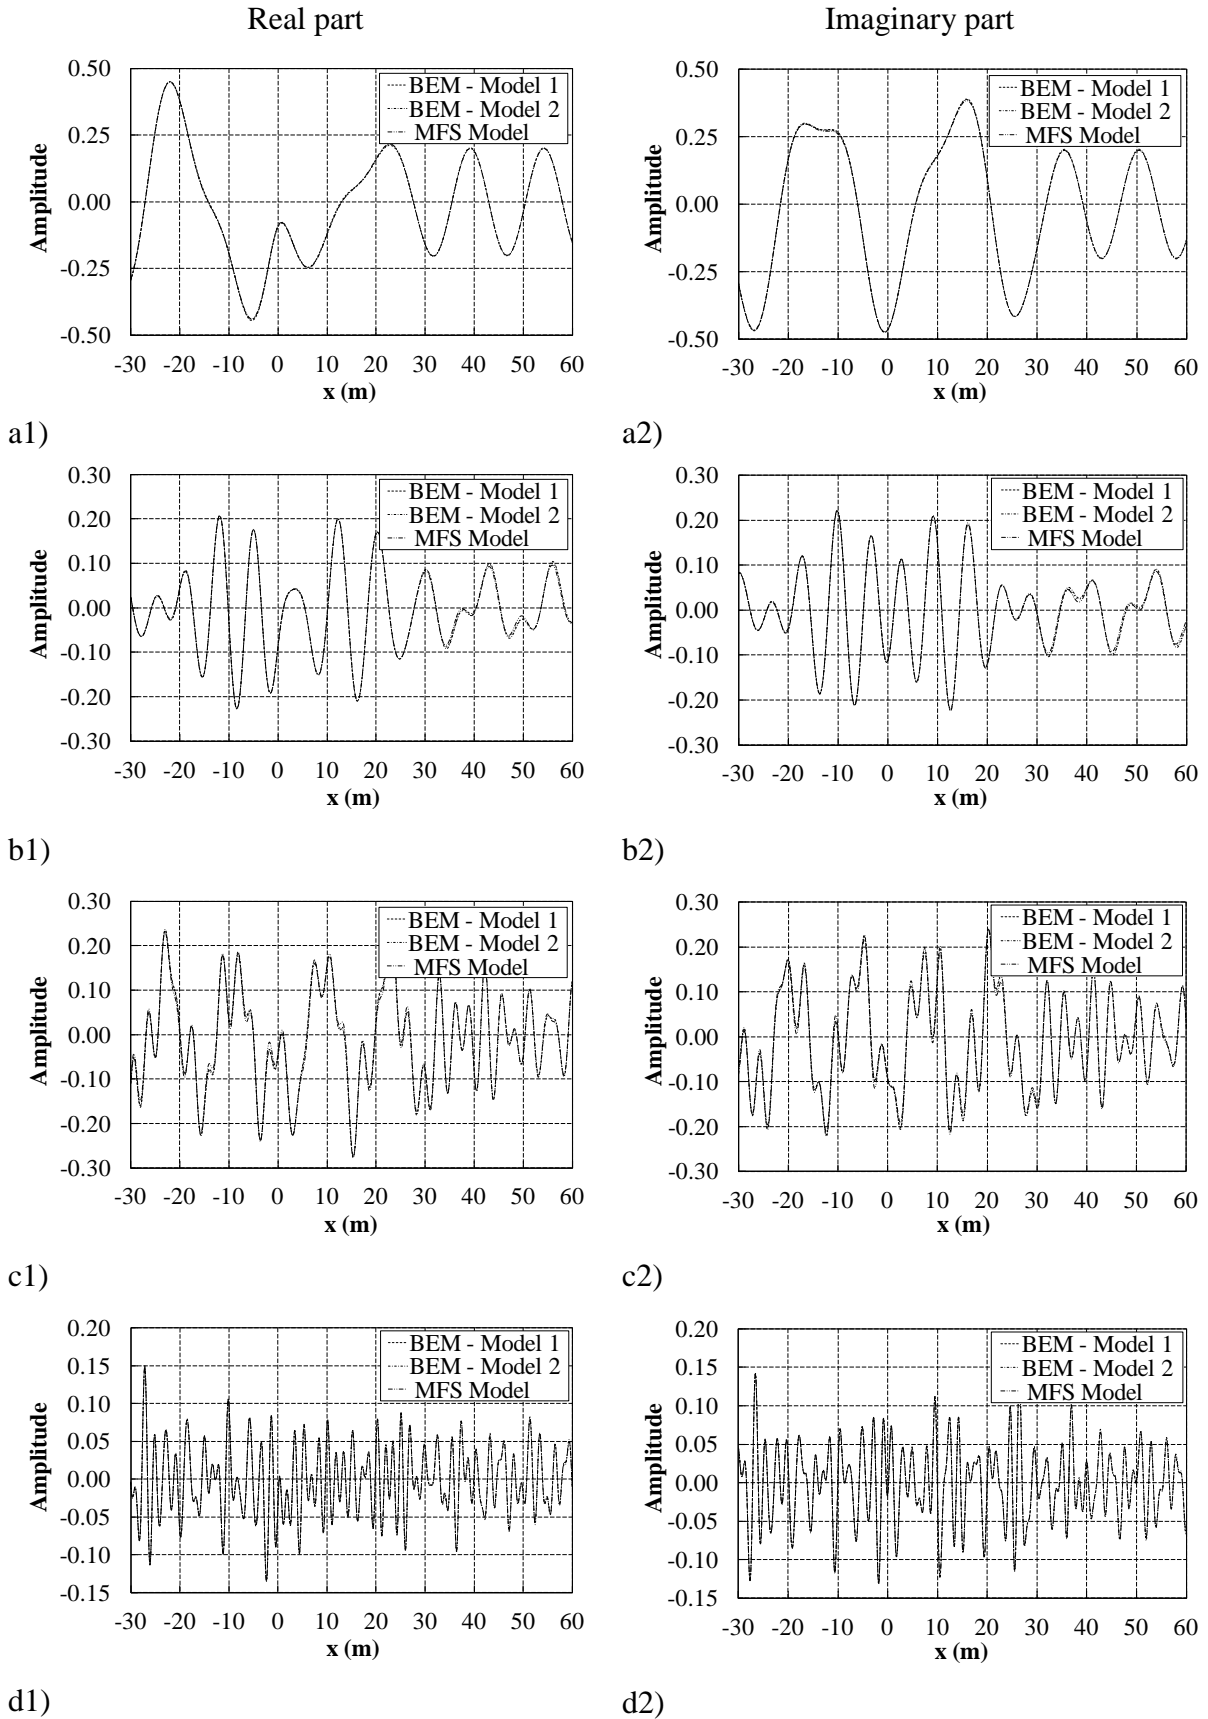 Real part
Imaginary part
0.50
0.25
0.00
-0.25
-0.50
Amplitude
BEM - Model 1
BEM - Model 2
MFS Model
-30 -20 -10 0 10 20 30 40 50 60
x (m)
a1)
0.50
0.25
0.00
-0.25
-0.50
Amplitude
BEM - Model 1
BEM - Model 2
MFS Model
-30 -20 -10 0 10 20 30 40 50 60
x (m)
a2)
0.30
0.20
0.10
0.00
-0.10
-0.20
-0.30
Amplitude
BEM - Model 1
BEM - Model 2
MFS Model
-30 -20 -10 0 10 20 30 40 50 60
x (m)
b1)
0.30
0.20
0.10
0.00
-0.10
-0.20
-0.30
Amplitude
BEM - Model 1
BEM - Model 2
MFS Model
-30 -20 -10 0 10 20 30 40 50 60
x (m)
b2)
0.30
0.20
0.10
0.00
-0.10
-0.20
-0.30
Amplitude
BEM - Model 1
BEM - Model 2
MFS Model
-30 -20 -10 0 10 20 30 40 50 60
x (m)
c1)
0.30
0.20
0.10
0.00
-0.10
-0.20
-0.30
Amplitude
BEM - Model 1
BEM - Model 2
MFS Model
-30 -20 -10 0 10 20 30 40 50 60
x (m)
c2)
0.20
0.15
0.10
0.05
0.00
-0.05
-0.10
-0.15
Amplitude
BEM - Model 1
BEM - Model 2
MFS Model
-30 -20 -10 0 10 20 30 40 50 60
x (m)
d1)
0.20
0.15
0.10
0.05
0.00
-0.05
-0.10
-0.15
Amplitude
BEM - Model 1
BEM - Model 2
MFS Model
-30 -20 -10 0 10 20 30 40 50 60
x (m)
d2)